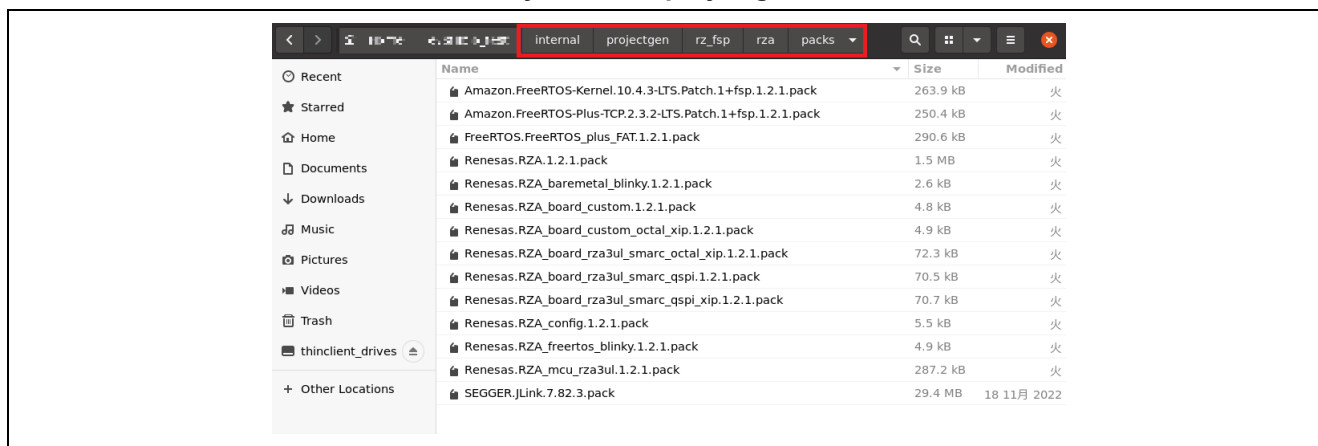 internal projectgen rz_fsp rza packs
Name Size Modified
Recent
Starred
Home
Documents
Downloads
Music
Pictures
Videos
Trash
thinclient_drives
+ Other Locations
Amazon.FreeRTOS-Kernel.10.4.3-LTS.Patch.1+fsp.1.2.1.pack 263.9 kB 火
Amazon.FreeRTOS-Plus-TCP.2.3.2-LTS.Patch.1+fsp.1.2.1.pack 250.4 kB 火
FreeRTOS.FreeRTOS_plus_FAT.1.2.1.pack 290.6 kB 火
Renesas.RZA.1.2.1.pack 1.5 MB 火
Renesas.RZA_baremetal_blinky.1.2.1.pack 2.6 kB 火
Renesas.RZA_board_custom.1.2.1.pack 4.8 kB 火
Renesas.RZA_board_custom_octal_xip.1.2.1.pack 4.9 kB 火
Renesas.RZA_board_rza3ul_smarc_octal_xip.1.2.1.pack 72.3 kB 火
Renesas.RZA_board_rza3ul_smarc_qspi.1.2.1.pack 70.5 kB 火
Renesas.RZA_board_rza3ul_smarc_qspi_xip.1.2.1.pack 70.7 kB 火
Renesas.RZA_config.1.2.1.pack 5.5 kB 火
Renesas.RZA_freertos_blinky.1.2.1.pack 4.9 kB 火
Renesas.RZA_mcu_rza3ul.1.2.1.pack 287.2 kB 火
SEGGER.JLink.7.82.3.pack 29.4 MB 18 11月 2022